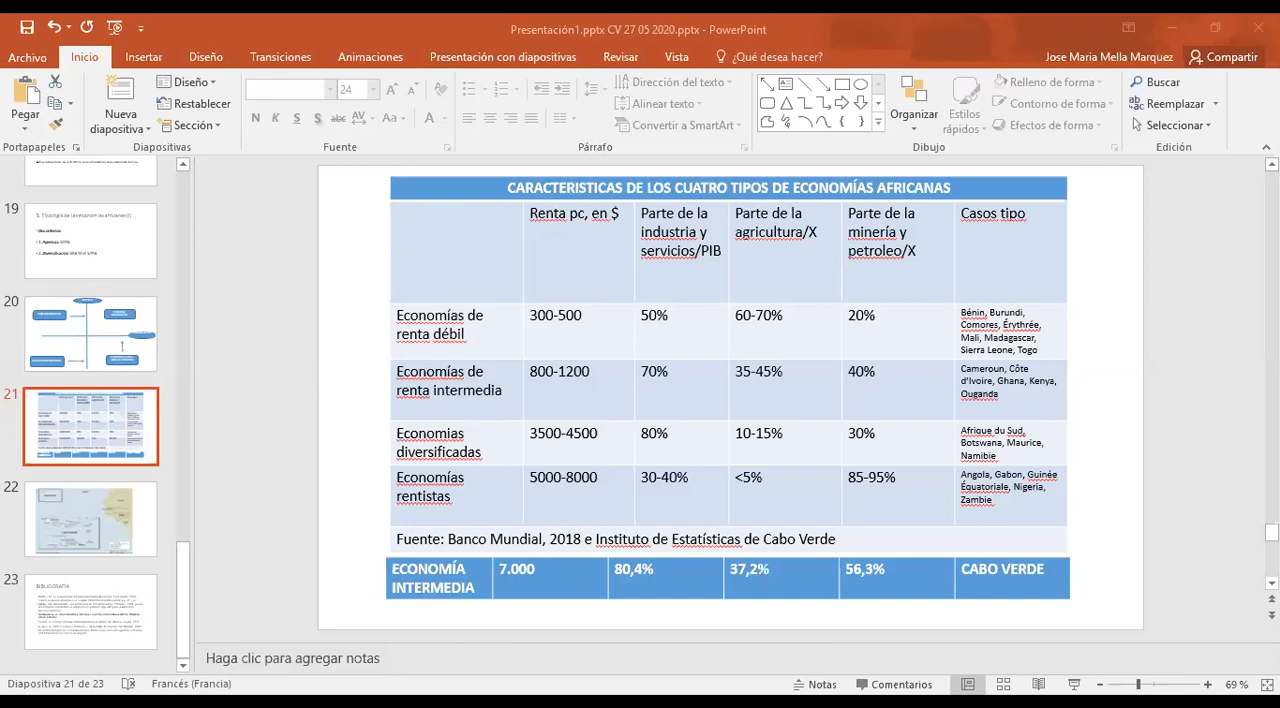 Presentación1.pptx CV 27 05 2020.pptx - PowerPoint
Archivo Inicio Insertar Diseño Transiciones Animaciones Presentación con diapositivas Revisar Vista ¿Qué desea hacer? Jose Maria Mella Marquez Compartir
Pegar
Nueva diapositiva
Diseño
Restablecer
Sección
24
N K S S abc AV Aa A
Dirección del texto
Alinear texto
Convertir a SmartArt
Organizar
Estilos rápidos
Relleno de forma
Contorno de forma
Efectos de forma
Buscar
Reemplazar
Seleccionar
Portapapeles Diapositivas Fuente Párrafo Dibujo Edición
19
20
21
22
23
BIBLIOGRAFÍA
CARACTERISTICAS DE LOS CUATRO TIPOS DE ECONOMÍAS AFRICANAS
Renta pc, en $
Parte de la
industria y
servicios/PIB
Parte de la
agricultura/X
Parte de la
minería y
petroleo/X
Casos tipo
Economías de
renta débil
300-500
50%
60-70%
20%
Bénin, Burundi,
Comores, Érythrée,
Mali, Madagascar,
Sierra Leone, Togo
Economías de
renta intermedia
800-1200
70%
35-45%
40%
Cameroun, Côte
d'Ivoire, Ghana, Kenya,
Ouganda
Economias
diversificadas
3500-4500
80%
10-15%
30%
Afrique du Sud,
Botswana, Maurice,
Namibie
Economías
rentistas
5000-8000
30-40%
<5%
85-95%
Angola, Gabon, Guinée
Équatoriale, Nigeria,
Zambie
Fuente: Banco Mundial, 2018 e Instituto de Estatísticas de Cabo Verde
ECONOMÍA
INTERMEDIA
7.000
80,4%
37,2%
56,3%
CABO VERDE
Haga clic para agregar notas
Diapositiva 21 de 23 Francés (Francia) Notas Comentarios 69 %